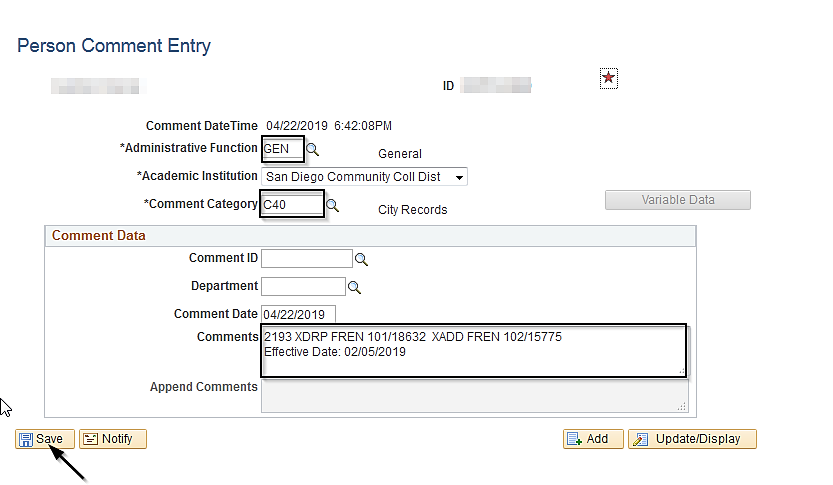 Person Comment Entry
ID
Comment DateTime 04/22/2019 6:42:08PM
*Administrative Function GEN General
*Academic Institution San Diego Community Coll Dist
*Comment Category C40 City Records
Variable Data
Comment Data
Comment ID
Department
Comment Date 04/22/2019
Comments 2193 XDRP FREN 101/18632 XADD FREN 102/15775
Effective Date: 02/05/2019
Append Comments
Save Notify Add Update/Display